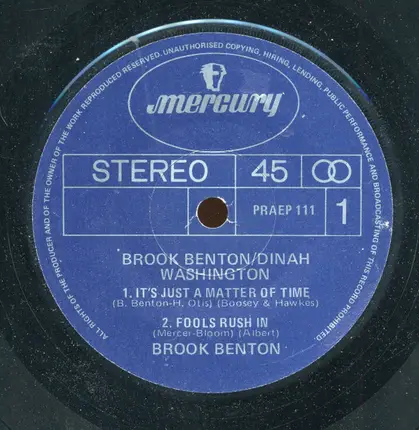 ALL RIGHTS OF THE PRODUCER AND OF THE OWNER OF THE WORK REPRODUCED RESERVED. UNAUTHORISED COPYING, HIRING, LENDING, PUBLIC PERFORMANCE AND BROADCASTING OF THIS RECORD PROHIBITED
mercury
STEREO 45
PRAEP 111 1
BROOK BENTON/DINAH
WASHINGTON
1. IT'S JUST A MATTER OF TIME
(B. Benton-H. Otis) (Boosey & Hawkes)
2. FOOLS RUSH IN
(Mercer-Bloom) (Albert)
BROOK BENTON